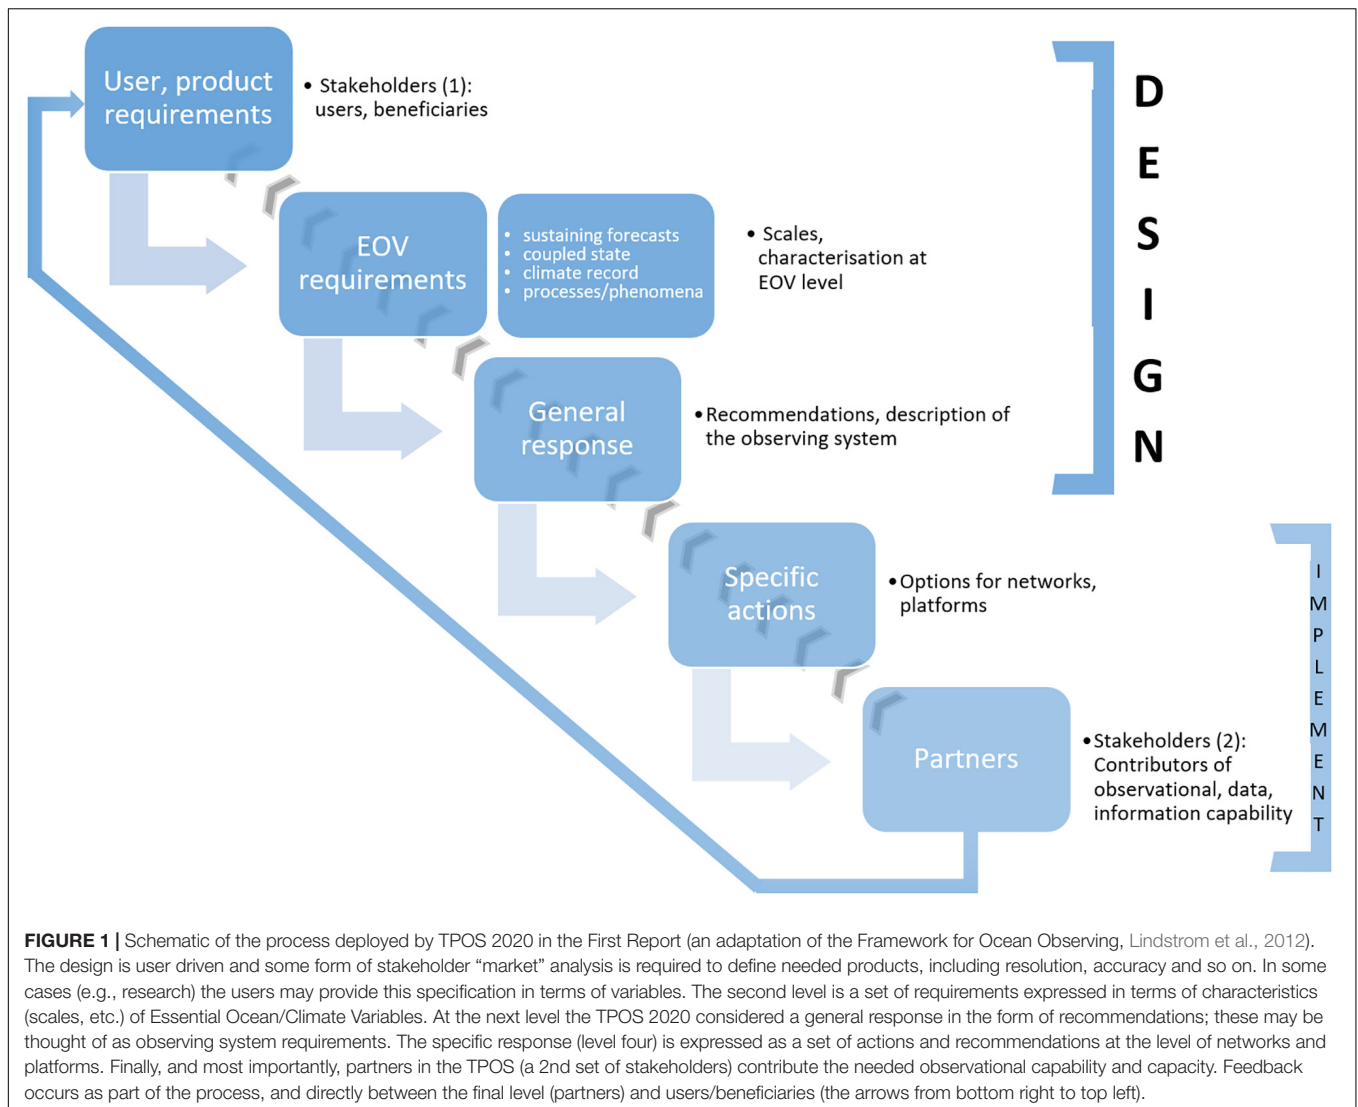 User, product
requirements
• Stakeholders (1):
users, beneficiaries
EOV
requirements
• sustaining forecasts
• coupled state
• climate record
• processes/phenomena
• Scales,
characterisation at
EOV level
General
response
•Recommendations, description of
the observing system
D
E
S
I
G
N
Specific
actions
•Options for networks,
platforms
Partners
•Stakeholders (2):
Contributors of
observational, data,
information capability
I
M
P
L
E
M
E
N
T
FIGURE 1 | Schematic of the process deployed by TPOS 2020 in the First Report (an adaptation of the Framework for Ocean Observing, Lindstrom et al., 2012).
The design is user driven and some form of stakeholder “market” analysis is required to define needed products, including resolution, accuracy and so on. In some
cases (e.g., research) the users may provide this specification in terms of variables. The second level is a set of requirements expressed in terms of characteristics
(scales, etc.) of Essential Ocean/Climate Variables. At the next level the TPOS 2020 considered a general response in the form of recommendations; these may be
thought of as observing system requirements. The specific response (level four) is expressed as a set of actions and recommendations at the level of networks and
platforms. Finally, and most importantly, partners in the TPOS (a 2nd set of stakeholders) contribute the needed observational capability and capacity. Feedback
occurs as part of the process, and directly between the final level (partners) and users/beneficiaries (the arrows from bottom right to top left).